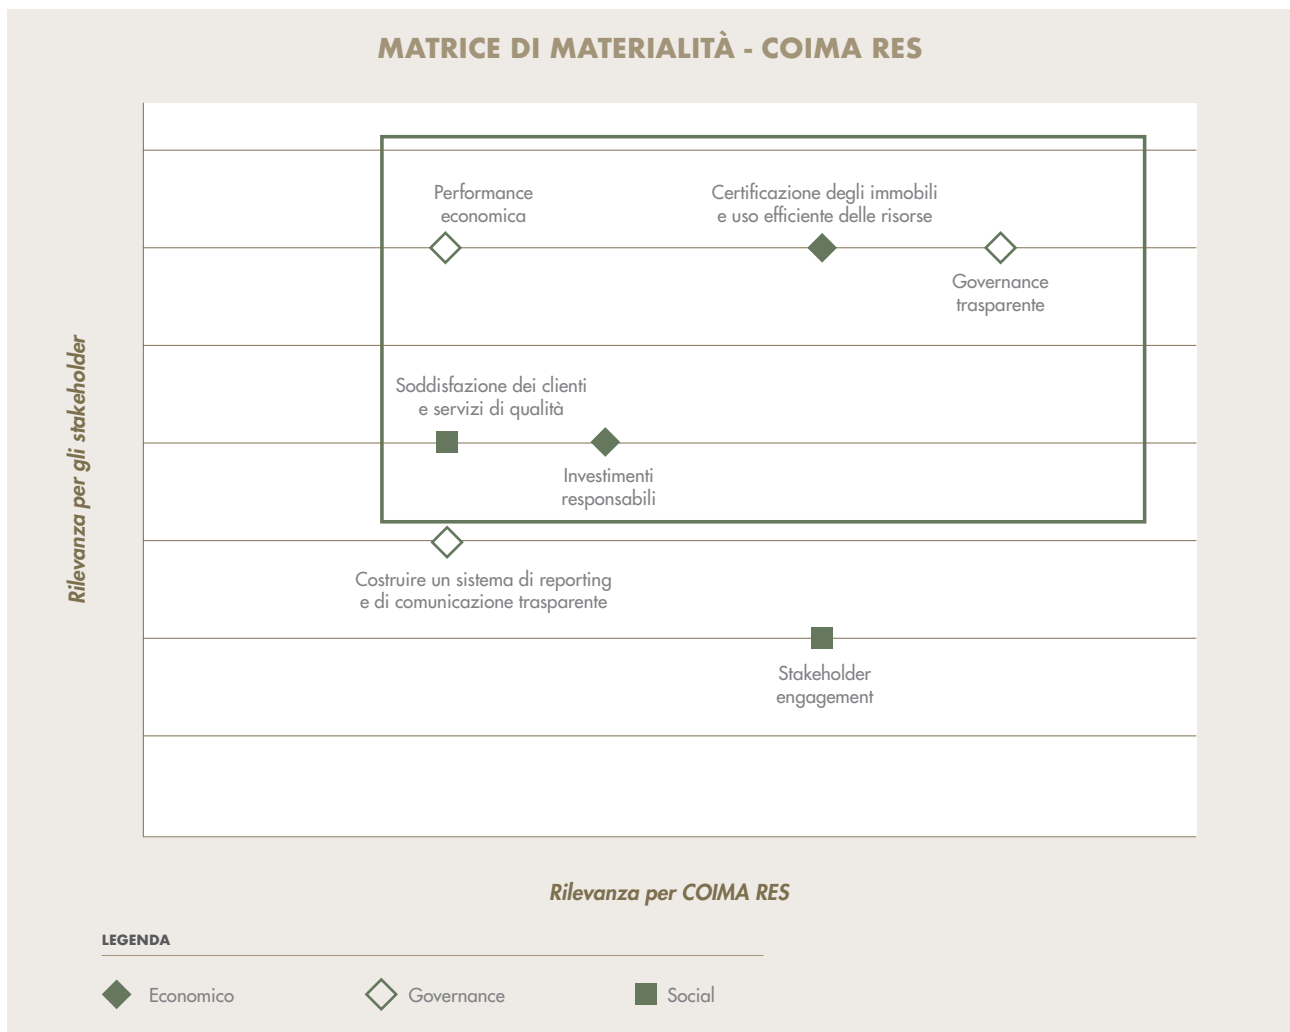 MATRICE DI MATERIALITÀ - COIMA RES
Performance
economica
Certificazione degli immobili
e uso efficiente delle risorse
Governance
trasparente
Soddisfazione dei clienti
e servizi di qualità
Investimenti
responsabili
Costruire un sistema di reporting
e di comunicazione trasparente
Stakeholder
engagement
Rilevanza per gli stakeholder
Rilevanza per COIMA RES
LEGENDA
Economico
Governance
Social